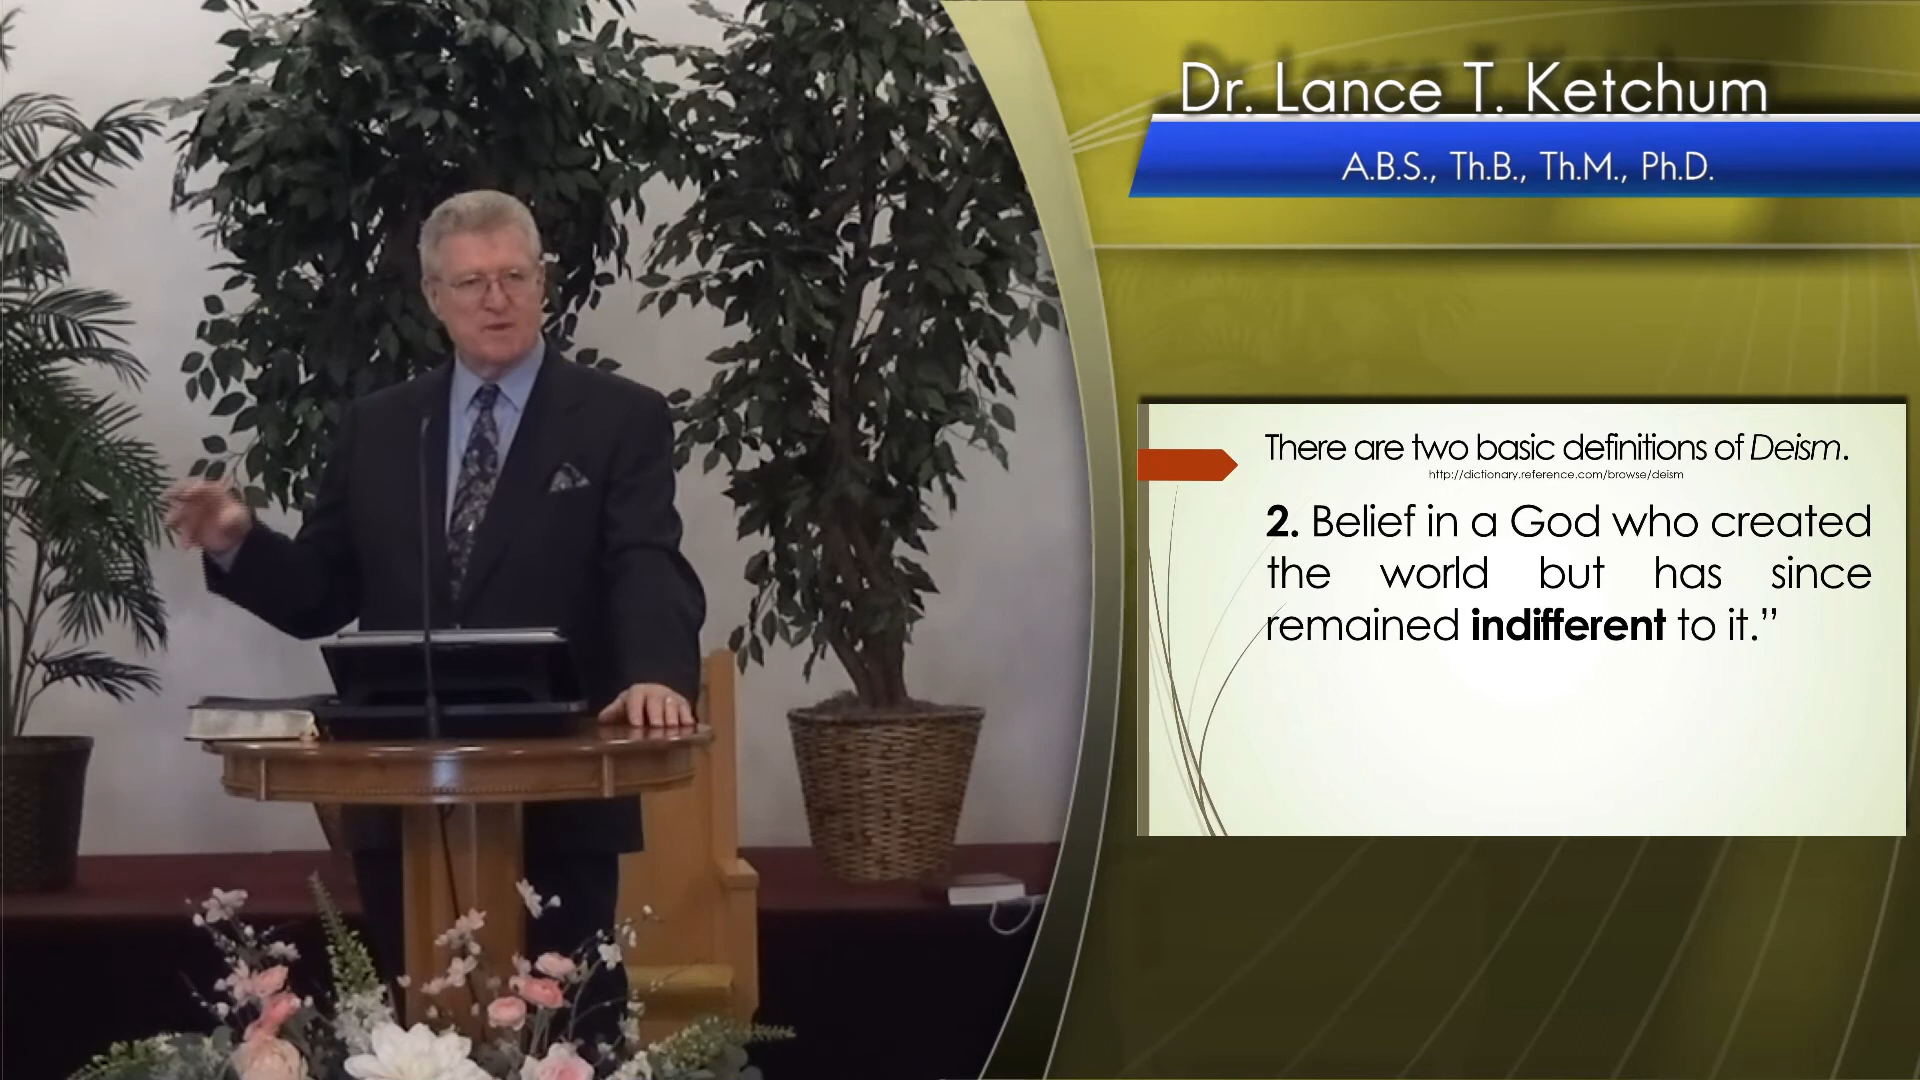 Dr. Lance T. Ketchum
A.B.S., Th.B., Th.M., Ph.D.
There are two basic definitions of Deism.
http://dictionary.reference.com/browse/deism
2. Belief in a God who created
the world but has since
remained indifferent to it.”